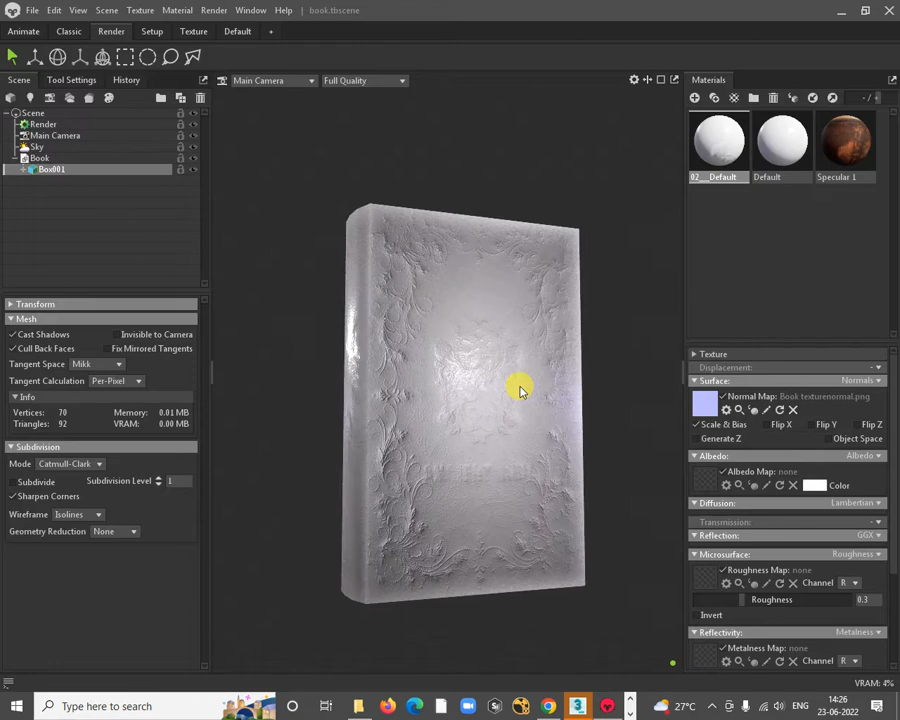 File Edit View Scene Texture Material Render Window Help book.tbscene
Animate Classic Render Setup Texture Default +
Scene Tool Settings History
Main Camera Full Quality
Materials
- / -
Scene
Render
Main Camera
Sky
Book
Box001
02__Default Default Specular 1
Transform
Mesh
Cast Shadows Invisible to Camera
Cull Back Faces Fix Mirrored Tangents
Tangent Space Mikk
Tangent Calculation Per-Pixel
Info
Vertices: 70 Memory: 0.01 MB
Triangles: 92 VRAM: 0.00 MB
Subdivision
Mode Catmull-Clark
Subdivide Subdivision Level 1
Sharpen Corners
Wireframe Isolines
Geometry Reduction None
Texture
Displacement:
Surface: Normals
Normal Map: Book texturenormal.png
Scale & Bias Flip X Flip Y Flip Z
Generate Z Object Space
Albedo: Albedo
Albedo Map: none
Color
Diffusion: Lambertian
Transmission:
Reflection: GGX
Microsurface: Roughness
Roughness Map: none
Channel R
Roughness 0.3
Invert
Reflectivity: Metalness
Metalness Map: none
Channel R
VRAM: 4%
Type here to search
27°C
ENG
14:26
23-06-2022